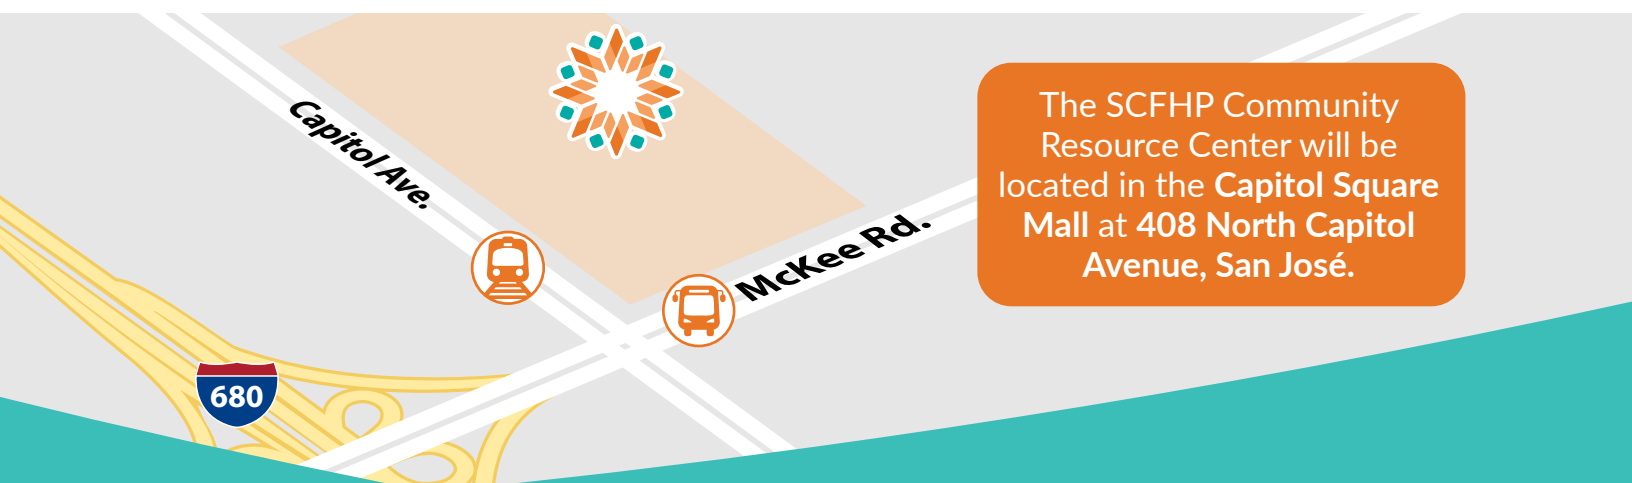 Capitol Ave.
McKee Rd.
680
The SCFHP Community
Resource Center will be
located in the Capitol Square
Mall at 408 North Capitol
Avenue, San José.